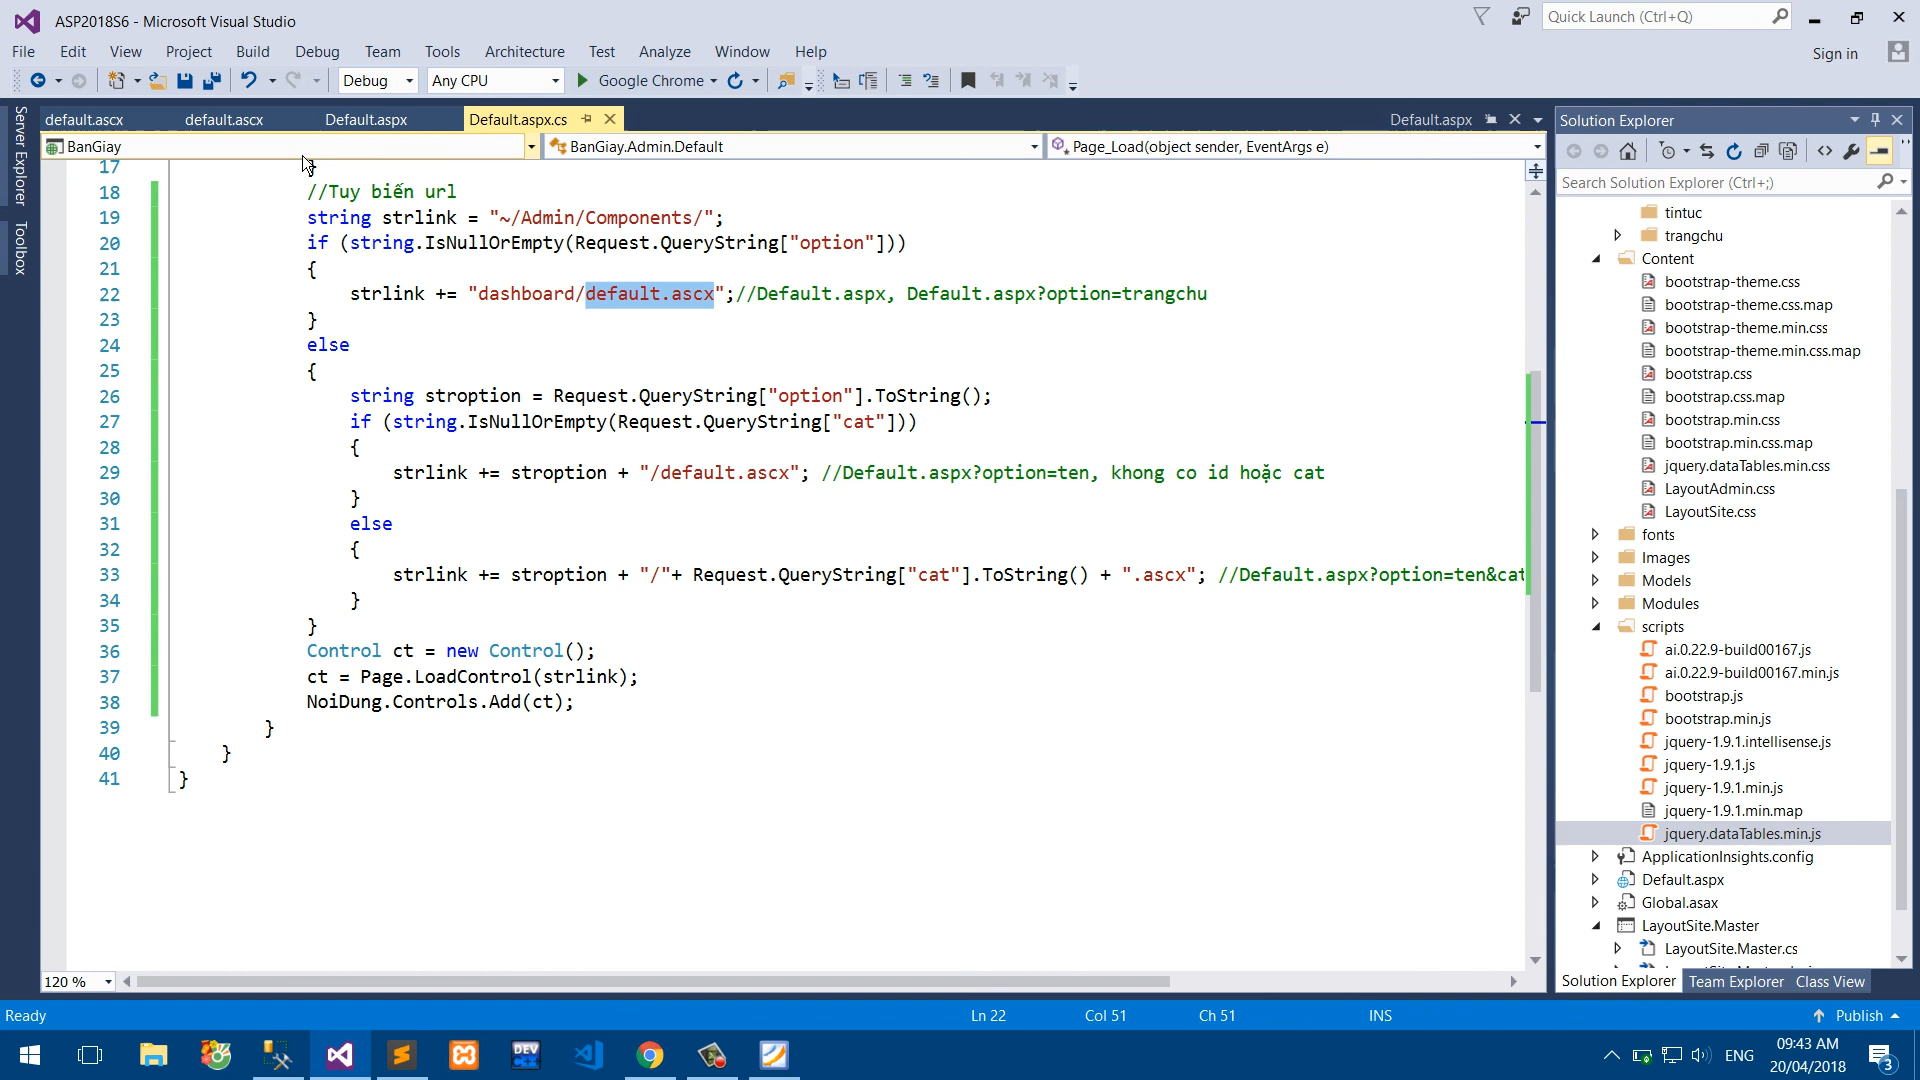 ASP2018S6 - Microsoft Visual Studio
Quick Launch (Ctrl+Q)
File Edit View Project Build Debug Team Tools Architecture Test Analyze Window Help
Sign in
Debug Any CPU Google Chrome
Server Explorer
Toolbox
default.ascx default.ascx Default.aspx Default.aspx.cs Default.aspx
BanGiay BanGiay.Admin.Default Page_Load(object sender, EventArgs e)
17 }
18 //Tuy biến url
19 string strlink = "~/Admin/Components/";
20 if (string.IsNullOrEmpty(Request.QueryString["option"]))
21 {
22 strlink += "dashboard/default.ascx";//Default.aspx, Default.aspx?option=trangchu
23 }
24 else
25 {
26 string stroption = Request.QueryString["option"].ToString();
27 if (string.IsNullOrEmpty(Request.QueryString["cat"]))
28 {
29 strlink += stroption + "/default.ascx"; //Default.aspx?option=ten, khong co id hoặc cat
30 }
31 else
32 {
33 strlink += stroption + "/"+ Request.QueryString["cat"].ToString() + ".ascx"; //Default.aspx?option=ten&cat
34 }
35 }
36 Control ct = new Control();
37 ct = Page.LoadControl(strlink);
38 NoiDung.Controls.Add(ct);
39 }
40 }
41 }
120 %
Solution Explorer
Search Solution Explorer (Ctrl+;)
tintuc
trangchu
Content
bootstrap-theme.css
bootstrap-theme.css.map
bootstrap-theme.min.css
bootstrap-theme.min.css.map
bootstrap.css
bootstrap.css.map
bootstrap.min.css
bootstrap.min.css.map
jquery.dataTables.min.css
LayoutAdmin.css
LayoutSite.css
fonts
Images
Models
Modules
scripts
ai.0.22.9-build00167.js
ai.0.22.9-build00167.min.js
bootstrap.js
bootstrap.min.js
jquery-1.9.1.intellisense.js
jquery-1.9.1.js
jquery-1.9.1.min.js
jquery-1.9.1.min.map
jquery.dataTables.min.js
ApplicationInsights.config
Default.aspx
Global.asax
LayoutSite.Master
LayoutSite.Master.cs
Solution Explorer Team Explorer Class View
Ready Ln 22 Col 51 Ch 51 INS Publish
DEV
ENG
09:43 AM
20/04/2018
3